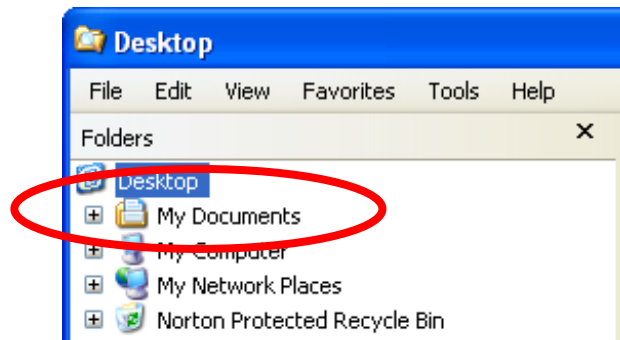 Desktop
File Edit View Favorites Tools Help
Folders
Desktop
My Documents
My Computer
My Network Places
Norton Protected Recycle Bin